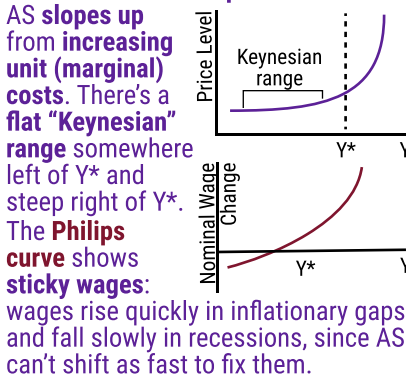 AS slopes up
from increasing
unit (marginal)
costs. There's a
flat “Keynesian”
range somewhere
left of Y* and
steep right of Y*.
The Philips
curve shows
sticky wages:
wages rise quickly in inflationary gaps
and fall slowly in recessions, since AS
can't shift as fast to fix them.
Price Level
Keynesian
range
Y*
Y
Nominal Wage
Change
Y*
Y